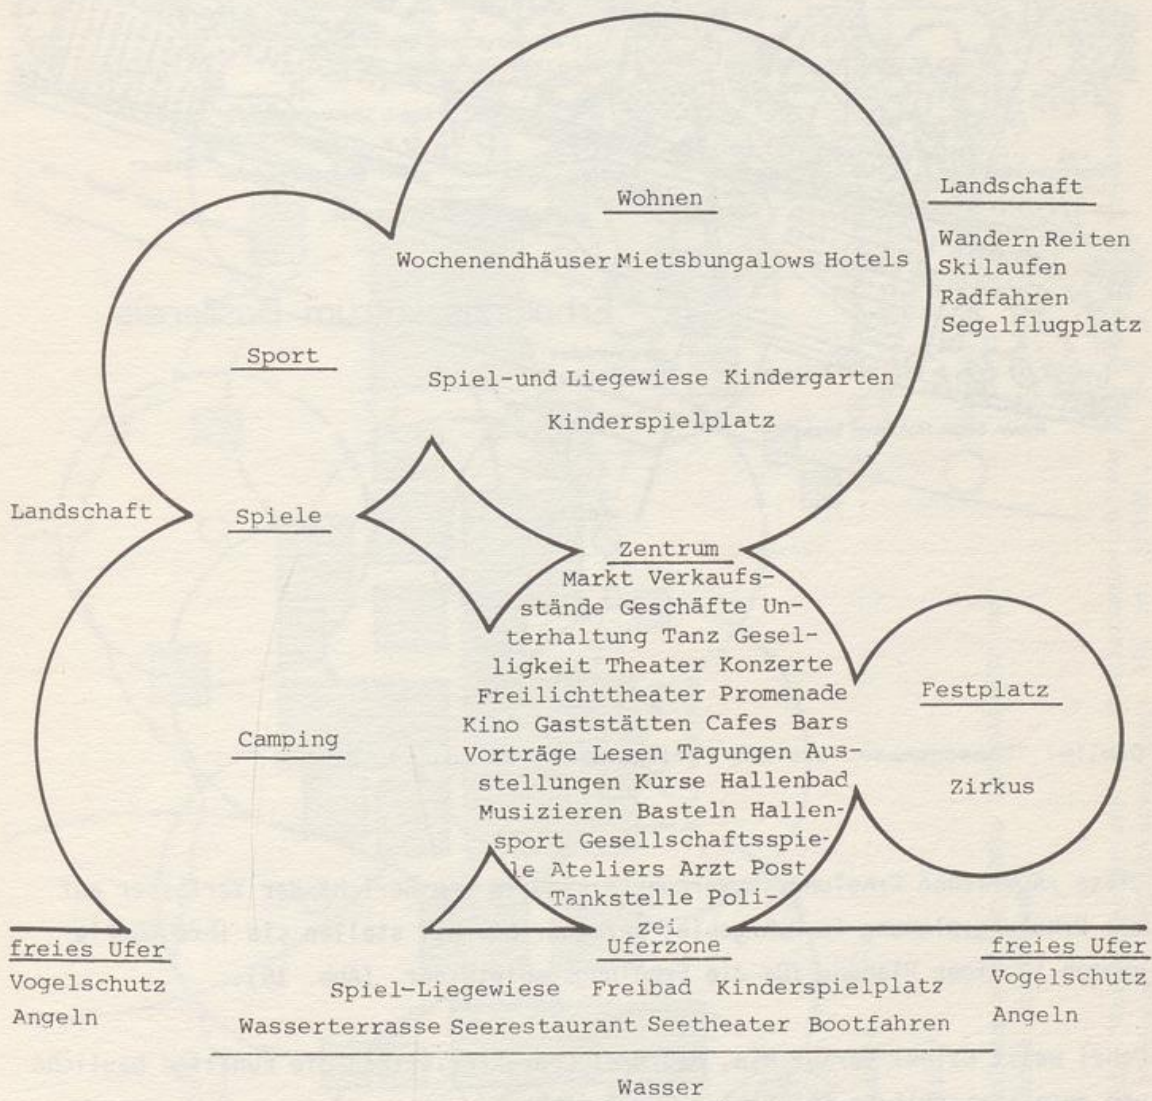 Wohnen
Wochenendhäuser Mietsbungalows Hotels
Spiel-und Liegewiese Kindergarten
Kinderspielplatz
Landschaft
Wandern Reiten
Skilaufen
Radfahren
Segelflugplatz
Sport
Landschaft
Spiele
Camping
Zentrum
Markt Verkaufs-
stände Geschäfte Un-
terhaltung Tanz Gesel-
ligkeit Theater Konzerte
Freilichttheater Promenade
Kino Gaststätten Cafes Bars
Vorträge Lesen Tagungen Aus-
stellungen Kurse Hallenbad
Musizieren Basteln Hallen-
sport Gesellschaftsspie-
le Ateliers Arzt Post
Tankstelle Poli-
zei
Festplatz
Zirkus
freies Ufer
Vogelschutz
Angeln
Uferzone
Spiel-Liegewiese Freibad Kinderspielplatz
Wasserterrasse Seerestaurant Seetheater Bootfahren
Wasser
freies Ufer
Vogelschutz
Angeln